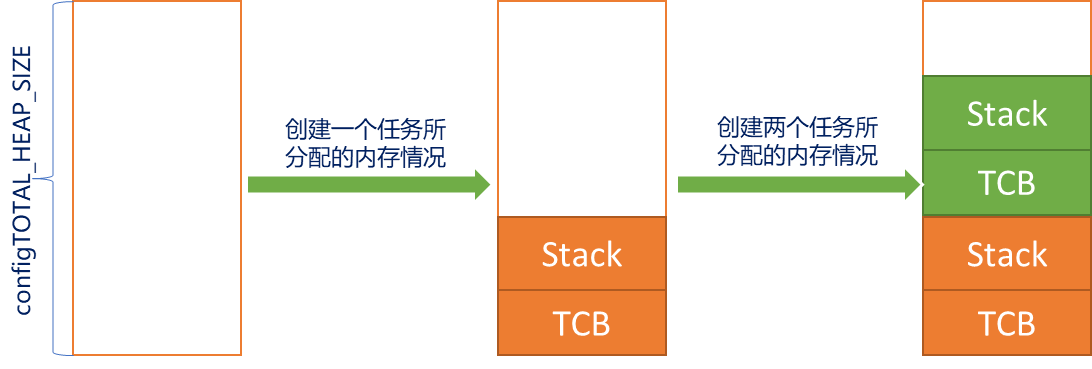 configTOTAL_HEAP_SIZE
创建一个任务所
分配的内存情况
Stack
TCB
创建两个任务所
分配的内存情况
Stack
TCB
Stack
TCB